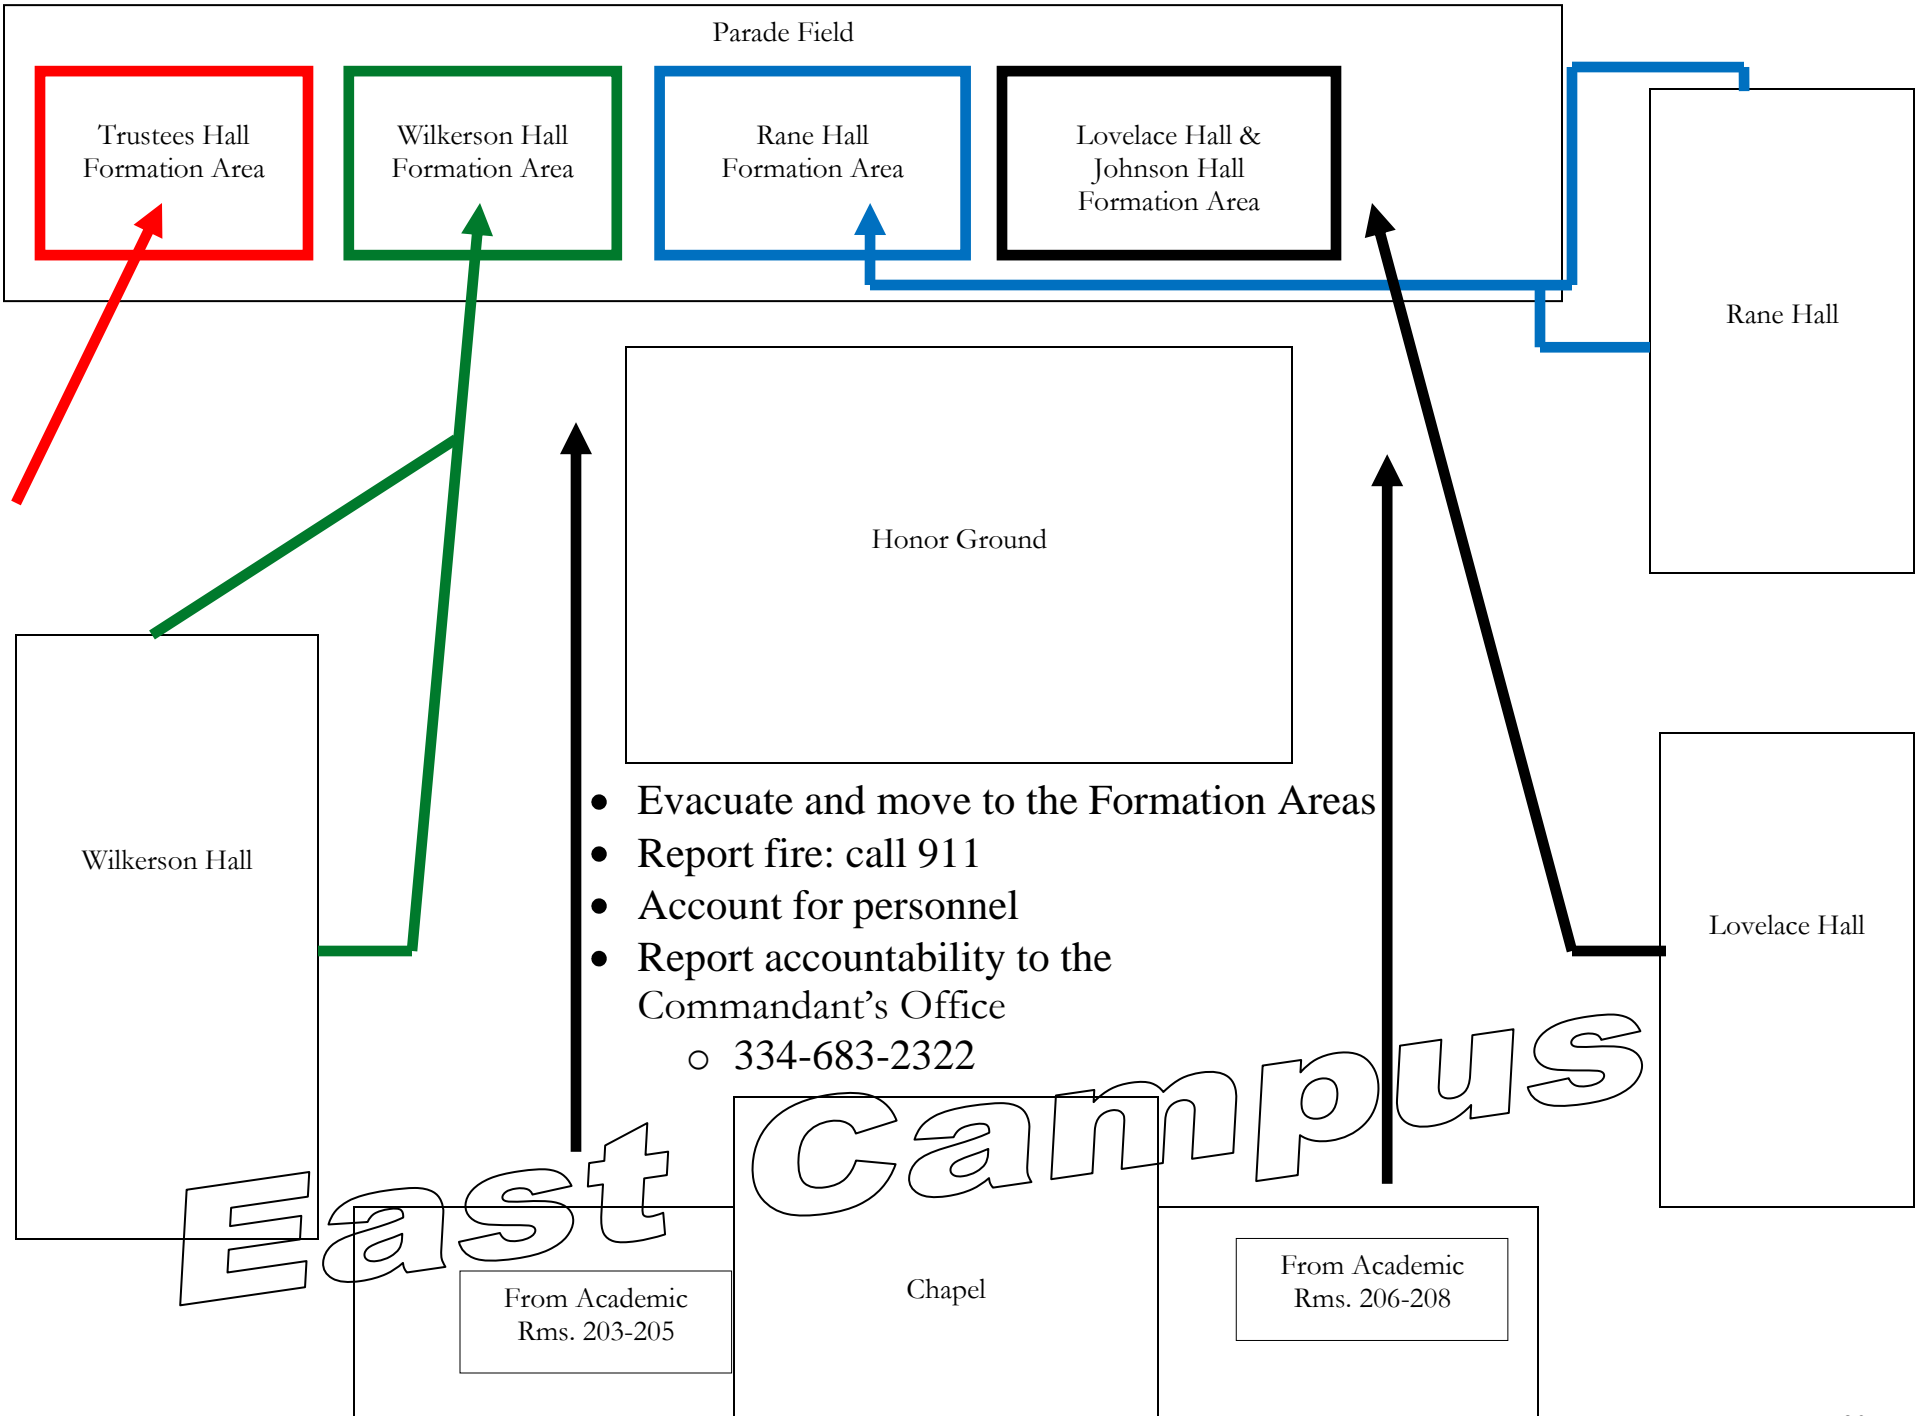 Parade Field
Trustees Hall
Formation Area
Wilkerson Hall
Formation Area
Rane Hall
Formation Area
Lovelace Hall &
Johnson Hall
Formation Area
Rane Hall
Honor Ground
• Evacuate and move to the Formation Areas
• Report fire: call 911
• Account for personnel
• Report accountability to the
Commandant’s Office
o 334-683-2322
Wilkerson Hall
Lovelace Hall
East Campus
From Academic
Rms. 203-205
Chapel
From Academic
Rms. 206-208